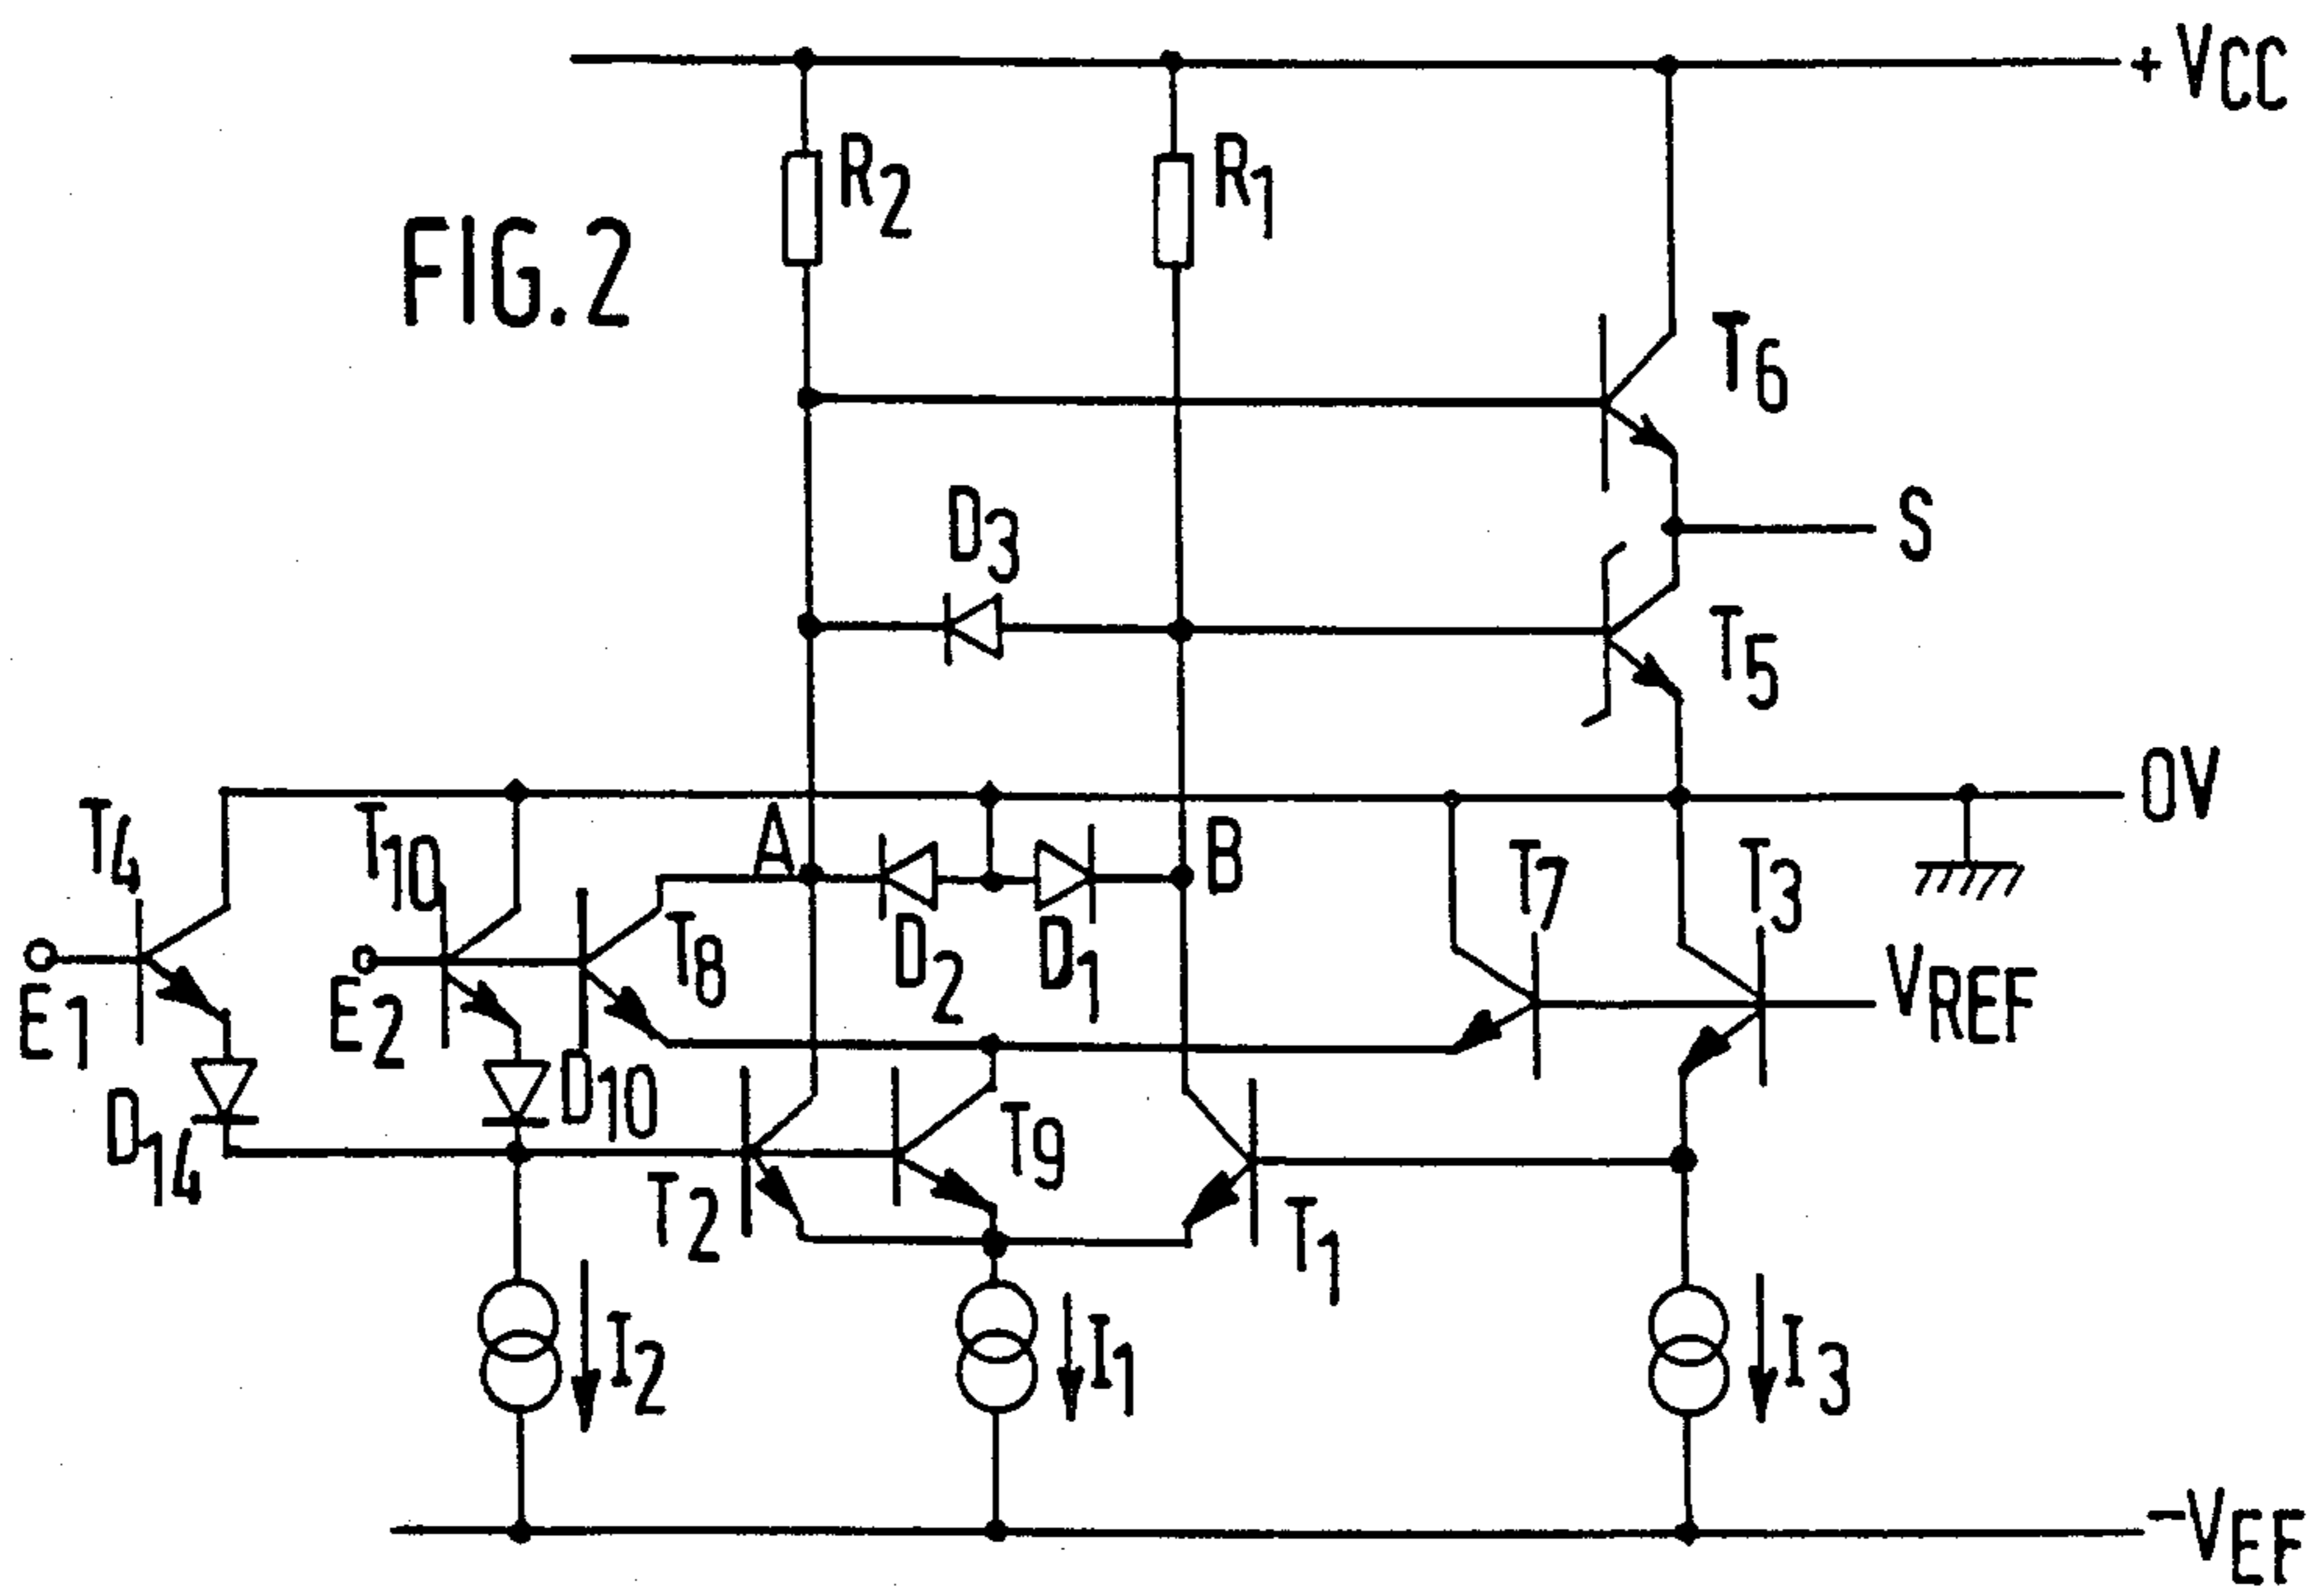 +VCC
R2
R1
FIG.2
T6
S
D3
T5
0V
T4
T10
A
B
T7
T3
T8
D2
D1
VREF
E1
E2
D10
D14
T9
T2
T1
I2
I1
I3
-VEF